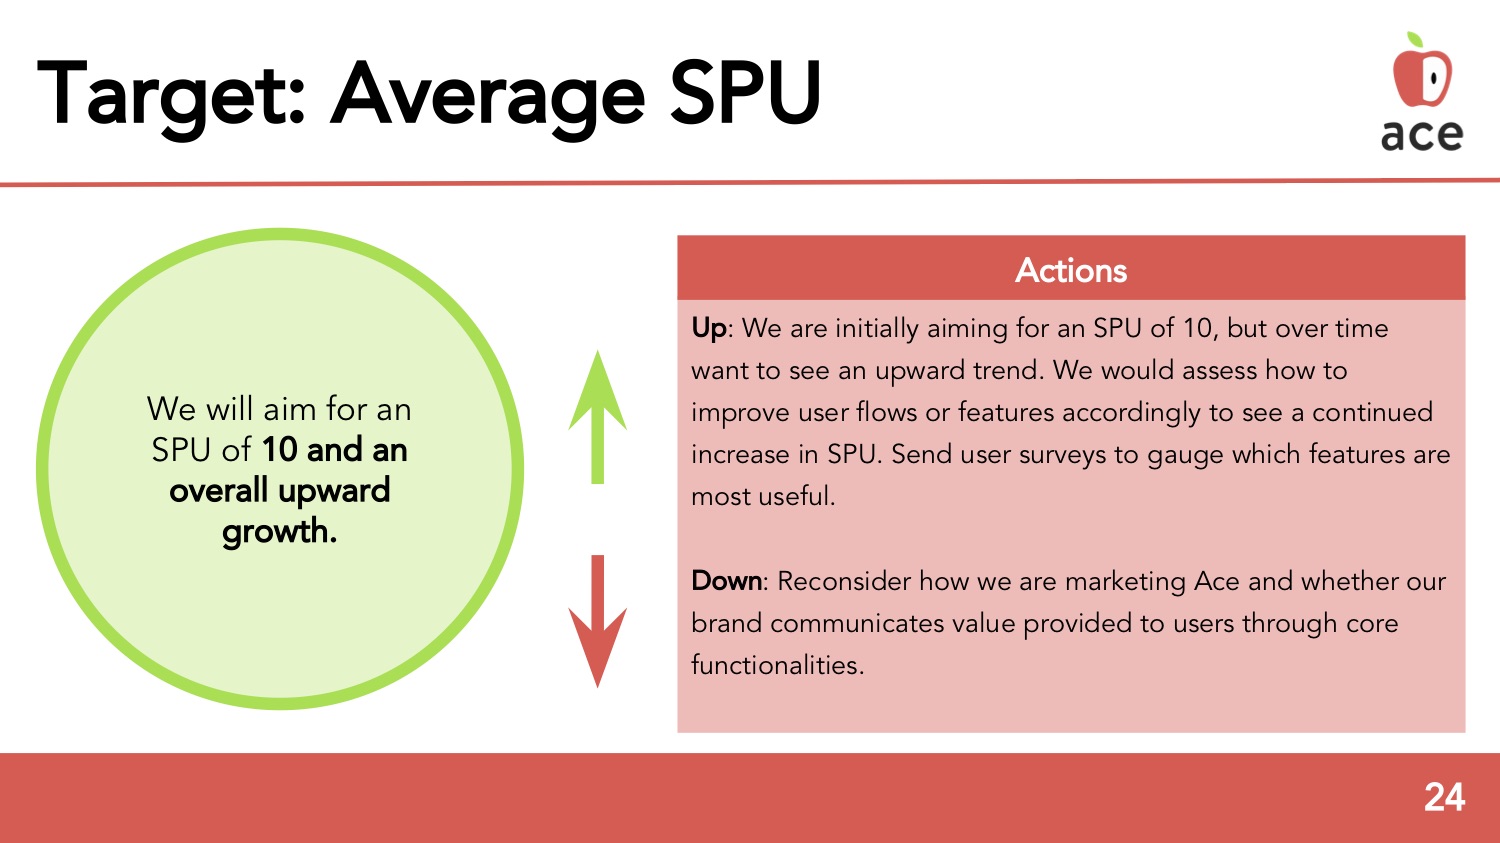 Target: Average SPU
ace
We will aim for an
SPU of 10 and an
overall upward
growth.
Actions
Up: We are initially aiming for an SPU of 10, but over time
want to see an upward trend. We would assess how to
improve user flows or features accordingly to see a continued
increase in SPU. Send user surveys to gauge which features are
most useful.
Down: Reconsider how we are marketing Ace and whether our
brand communicates value provided to users through core
functionalities.
24